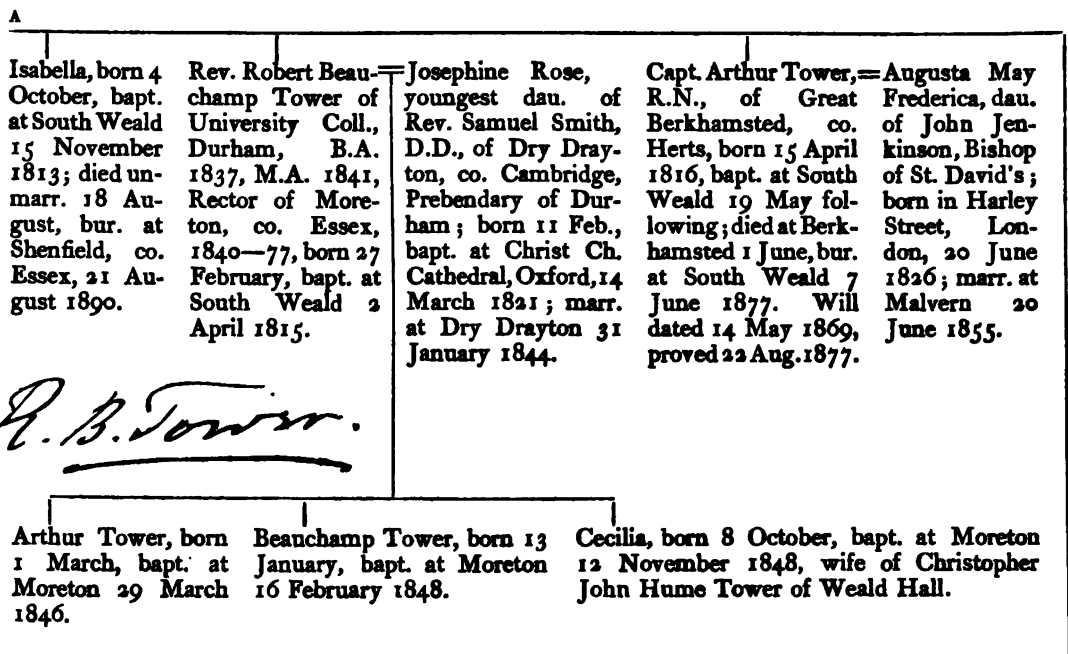 A
Isabella, born 4
October, bapt.
at South Weald
15 November
1813; died un-
marr. 18 Au-
gust, bur. at
Shenfield, co.
Essex, 21 Au-
gust 1890.
Rev. Robert Beau-
champ Tower of
University Coll.,
Durham, B.A.
1837, M.A. 1841,
Rector of More-
ton, co. Essex,
1840—77, born 27
February, bapt. at
South Weald 2
April 1815.
=Josephine Rose,
youngest dau. of
Rev. Samuel Smith,
D.D., of Dry Dray-
ton, co. Cambridge,
Prebendary of Dur-
ham; born 11 Feb.,
bapt. at Christ Ch.
Cathedral, Oxford, 14
March 1821; marr.
at Dry Drayton 31
January 1844.
Capt. Arthur Tower,
R.N., of Great
Berkhamsted, co.
Herts, born 15 April
1816, bapt. at South
Weald 19 May fol-
lowing; died at Berk-
hamsted 1 June, bur.
at South Weald 7
June 1877. Will
dated 14 May 1869,
proved 22 Aug. 1877.
=Augusta May
Frederica, dau.
of John Jen-
kinson, Bishop
of St. David's;
born in Harley
Street, Lon-
don, 20 June
1826; marr. at
Malvern 20
June 1855.
R. B. Tower.
Arthur Tower, born
1 March, bapt. at
Moreton 29 March
1846.
Beauchamp Tower, born 13
January, bapt. at Moreton
16 February 1848.
Cecilia, born 8 October, bapt. at Moreton
12 November 1848, wife of Christopher
John Hume Tower of Weald Hall.